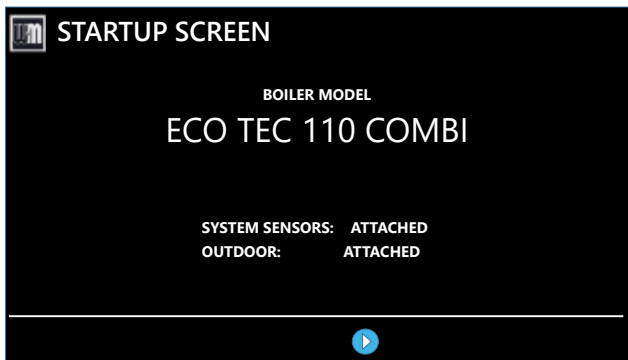 STARTUP SCREEN
BOILER MODEL
ECO TEC 110 COMBI
SYSTEM SENSORS: ATTACHED
OUTDOOR: ATTACHED